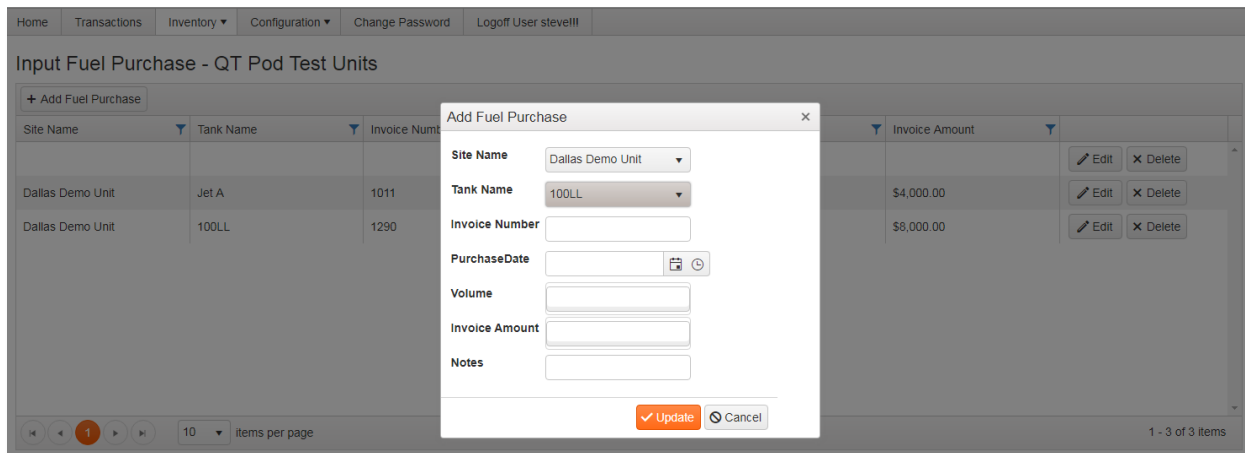 Home Transactions Inventory Configuration Change Password Logoff User steve!!!
Input Fuel Purchase - QT Pod Test Units
+ Add Fuel Purchase
Site Name Tank Name Invoice Numb Invoice Amount
Edit Delete
Dallas Demo Unit Jet A 1011 $4,000.00 Edit Delete
Dallas Demo Unit 100LL 1290 $8,000.00 Edit Delete
Add Fuel Purchase
Site Name Dallas Demo Unit
Tank Name 100LL
Invoice Number
PurchaseDate
Volume
Invoice Amount
Notes
Update Cancel
1 10 items per page 1 - 3 of 3 items